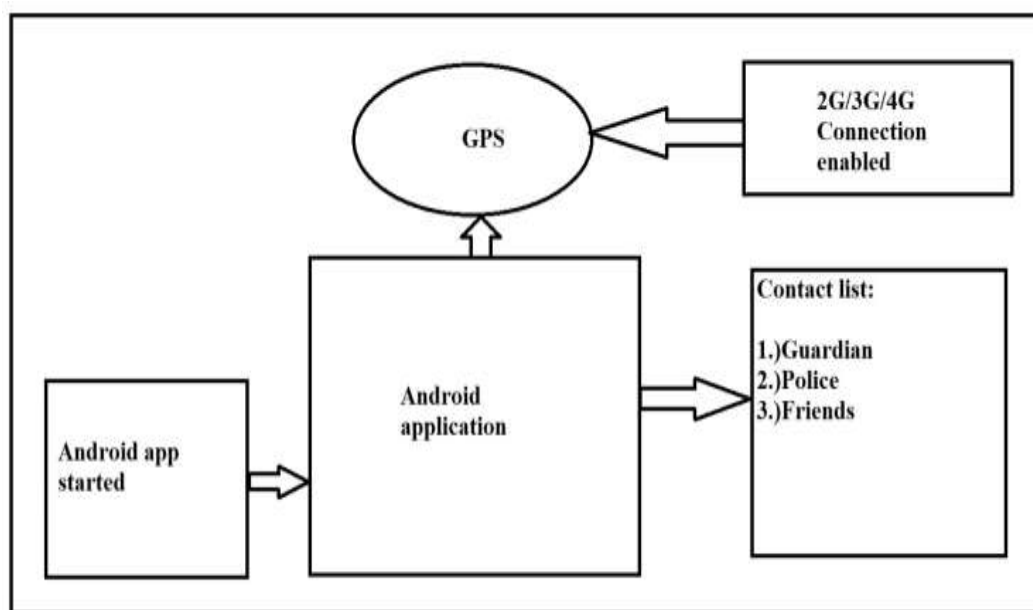 GPS
2G/3G/4G
Connection
enabled
Contact list:
1.)Guardian
2.)Police
3.)Friends
Android
application
Android app
started